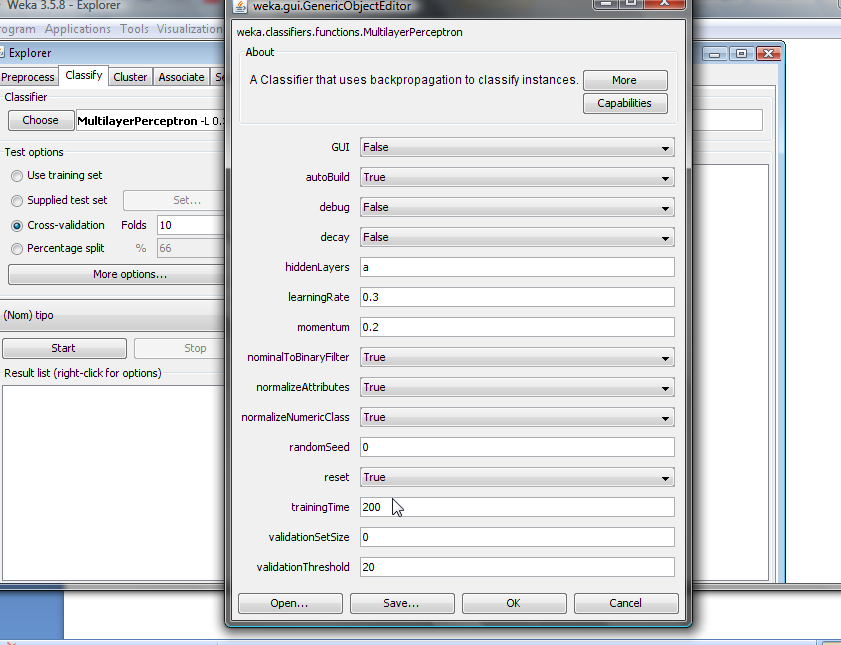 Weka 3.5.8 - Explorer
Program Applications Tools Visualization
Explorer
Preprocess Classify Cluster Associate
Classifier
Choose MultilayerPerceptron -L 0.
Test options
Use training set
Supplied test set Set...
Cross-validation Folds 10
Percentage split % 66
More options...
(Nom) tipo
Start Stop
Result list (right-click for options)
weka.gui.GenericObjectEditor
weka.classifiers.functions.MultilayerPerceptron
About
A Classifier that uses backpropagation to classify instances.
More
Capabilities
GUI False
autoBuild True
debug False
decay False
hiddenLayers a
learningRate 0.3
momentum 0.2
nominalToBinaryFilter True
normalizeAttributes True
normalizeNumericClass True
randomSeed 0
reset True
trainingTime 200
validationSetSize 0
validationThreshold 20
Open... Save... OK Cancel